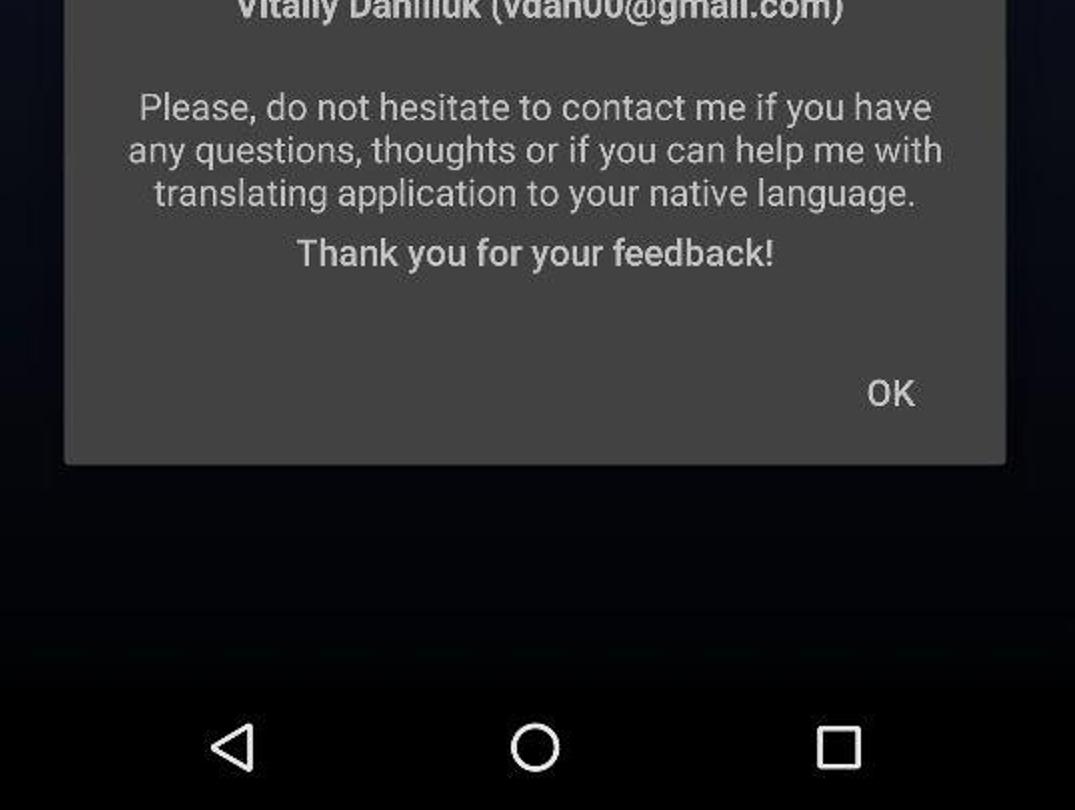 Vitaliy Daniliuk (vdan00@gmail.com)
Please, do not hesitate to contact me if you have
any questions, thoughts or if you can help me with
translating application to your native language.
Thank you for your feedback!
OK